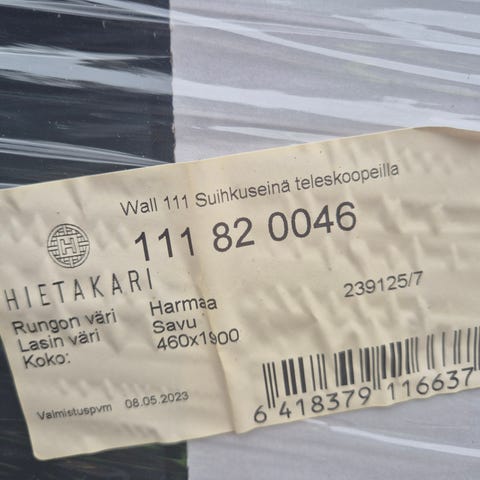 Wall 111 Suihkuseinä teleskoopeilla
111 82 0046
HIETAKARI
239125/7
Rungon väri Harmaa
Lasin väri Savu
Koko: 460x1900
Valmistuspvm 08.05.2023
6 418379 116637